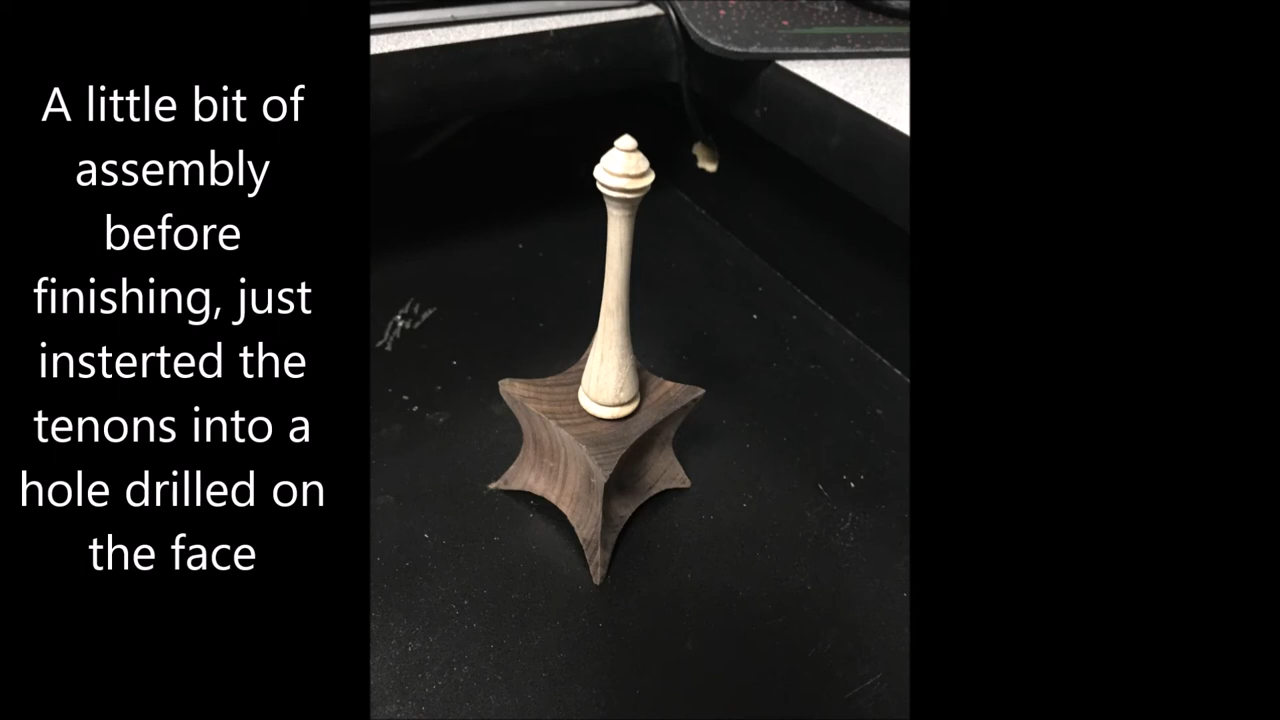 A little bit of
assembly
before
finishing, just
insterted the
tenons into a
hole drilled on
the face